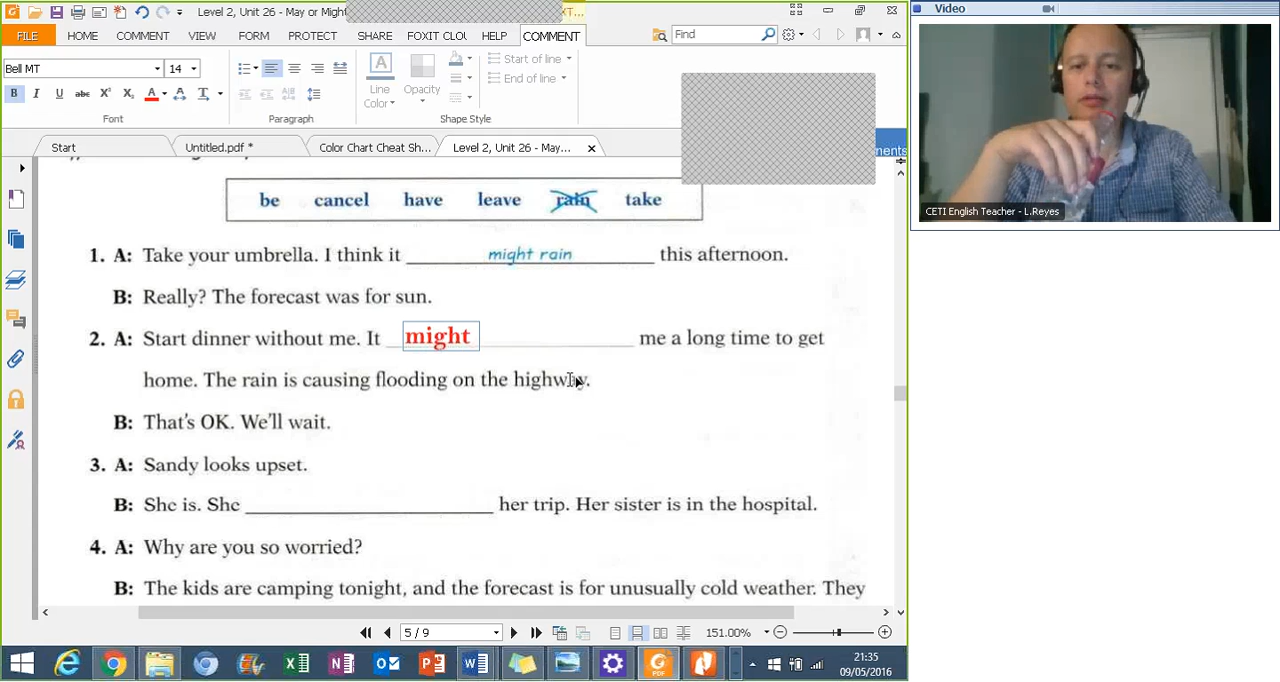 Level 2, Unit 26 - May or Migh
FILE HOME COMMENT VIEW FORM PROTECT SHARE FOXIT CLOU HELP COMMENT Find
Bell MT 14 Start of line
End of line
Line Color Opacity
Font Paragraph Shape Style
Start Untitled.pdf * Color Chart Cheat Sh... Level 2, Unit 26 - May...
be cancel have leave rain take
1. A: Take your umbrella. I think it might rain this afternoon.
B: Really? The forecast was for sun.
2. A: Start dinner without me. It might me a long time to get
home. The rain is causing flooding on the highway.
B: That's OK. We'll wait.
3. A: Sandy looks upset.
B: She is. She her trip. Her sister is in the hospital.
4. A: Why are you so worried?
B: The kids are camping tonight, and the forecast is for unusually cold weather. They
5 / 9 151.00%
21:35
09/05/2016
Video
CETI English Teacher - L.Reyes